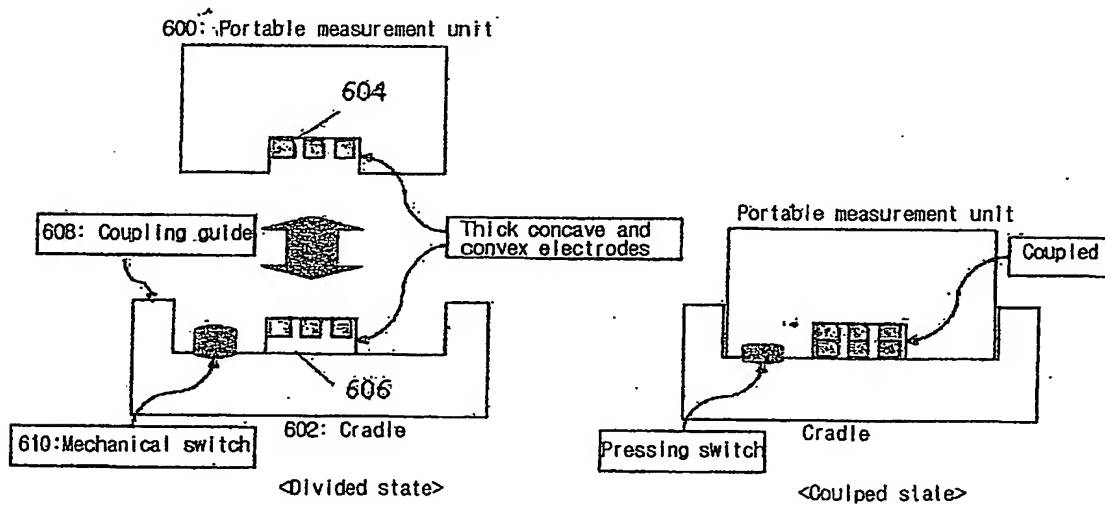 600: Portable measurement unit
604
608: Coupling guide
Thick concave and
convex electrodes
606
610:Mechanical switch
602: Cradle
<Divided state>
Portable measurement unit
Coupled
Pressing switch
Cradle
<Coulped stale>